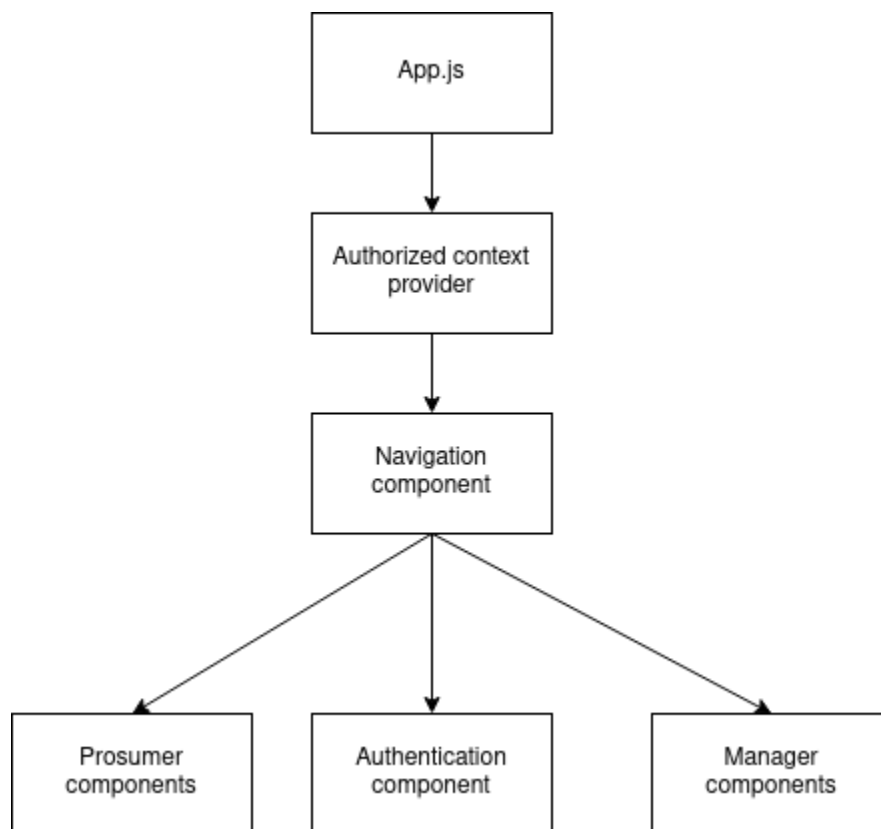 App.js
Authorized context
provider
Navigation
component
Prosumer
components
Authentication
component
Manager
components